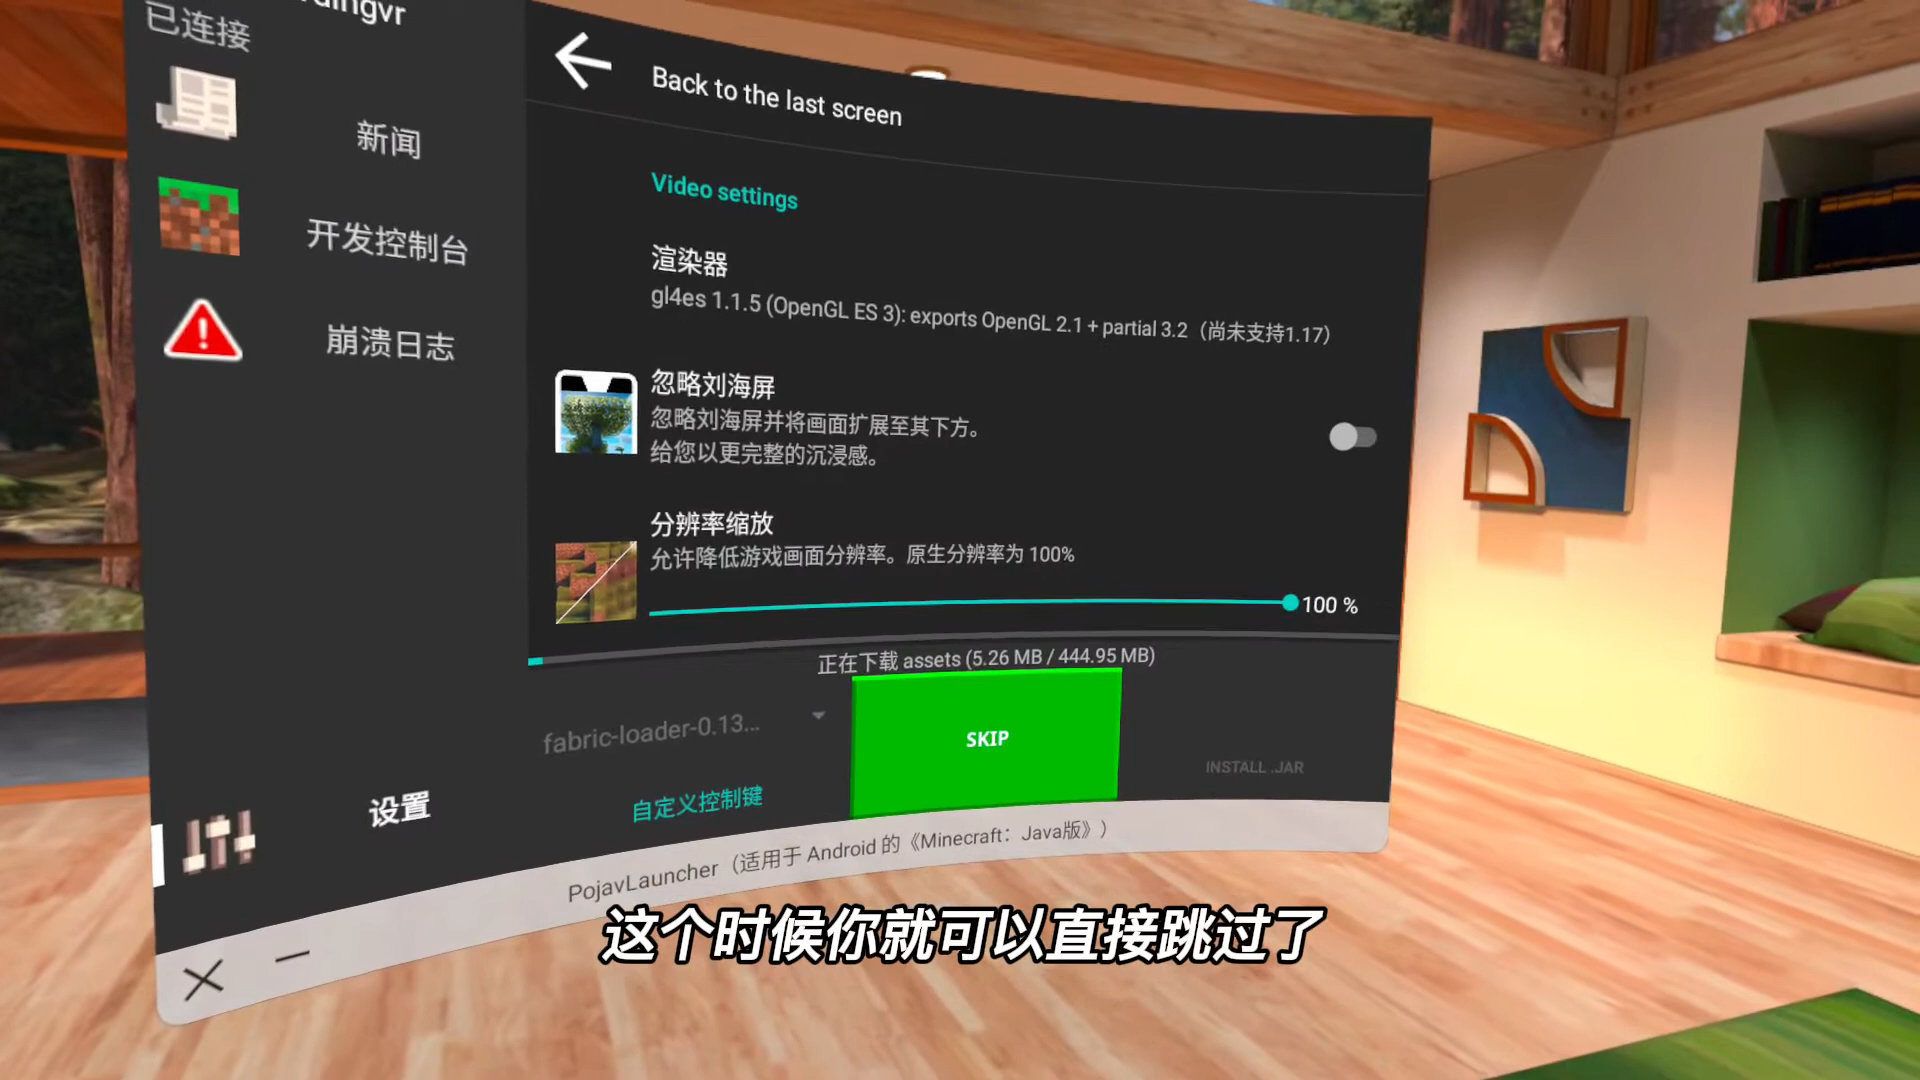 已连接
新闻
开发控制台
崩溃日志
设置
Back to the last screen
Video settings
渲染器
gl4es 1.1.5 (OpenGL ES 3): exports OpenGL 2.1 + partial 3.2（尚未支持1.17）
忽略刘海屏
忽略刘海屏并将画面扩展至其下方。
给您以更完整的沉浸感。
分辨率缩放
允许降低游戏画面分辨率。原生分辨率为 100%
100 %
正在下载 assets (5.26 MB / 444.95 MB)
fabric-loader-0.13...
SKIP
INSTALL .JAR
自定义控制键
PojavLauncher（适用于 Android 的《Minecraft：Java版》）
这个时候你就可以直接跳过了